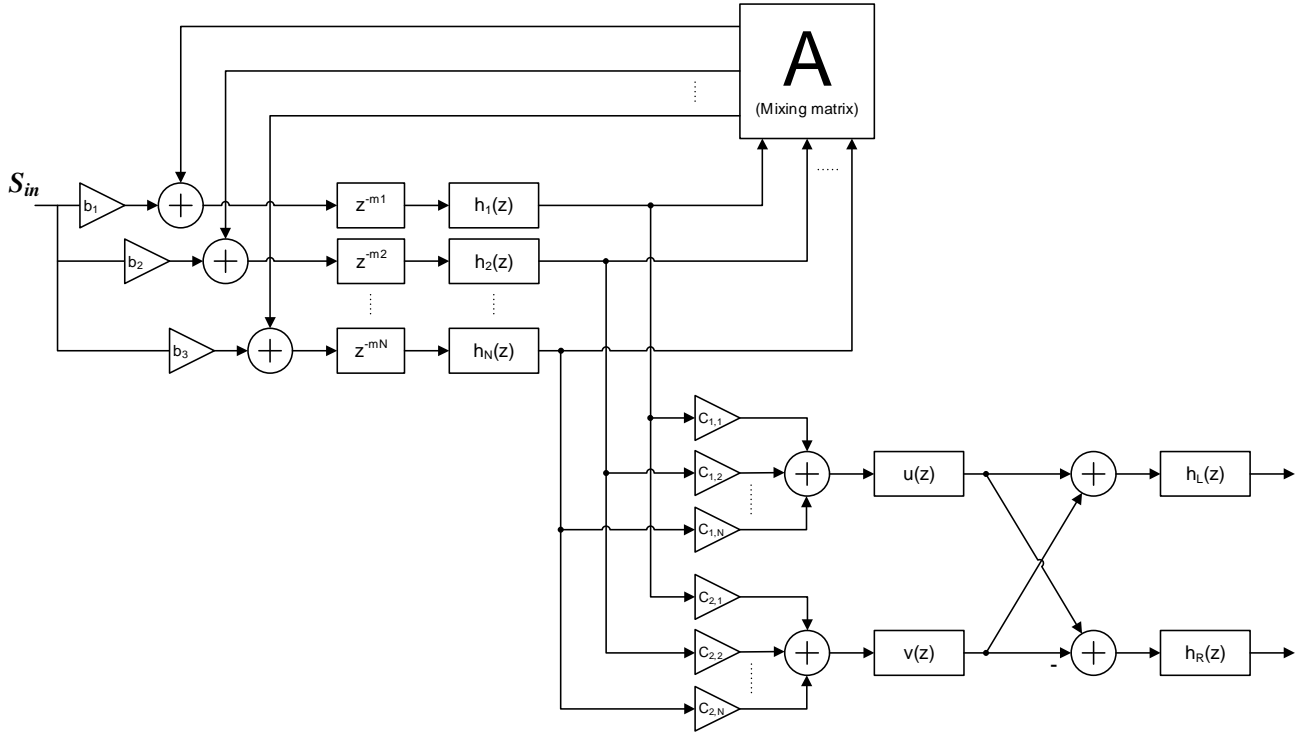 A
(Mixing matrix)
S_in
b_1
z^-m1
h_1(z)
b_2
z^-m2
h_2(z)
b_3
z^-mN
h_N(z)
C_1,1
C_1,2
u(z)
h_L(z)
C_1,N
C_2,1
C_2,2
v(z)
-
h_R(z)
C_2,N